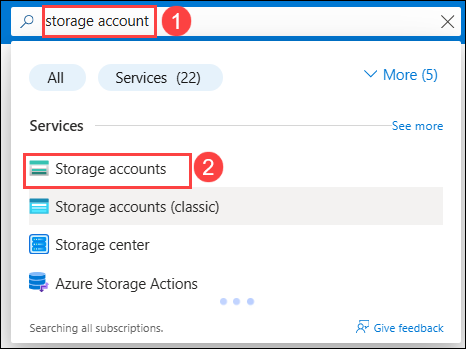 storage account 1
All Services (22) More (5)
Services See more
Storage accounts 2
Storage accounts (classic)
Storage center
Azure Storage Actions
Searching all subscriptions. Give feedback